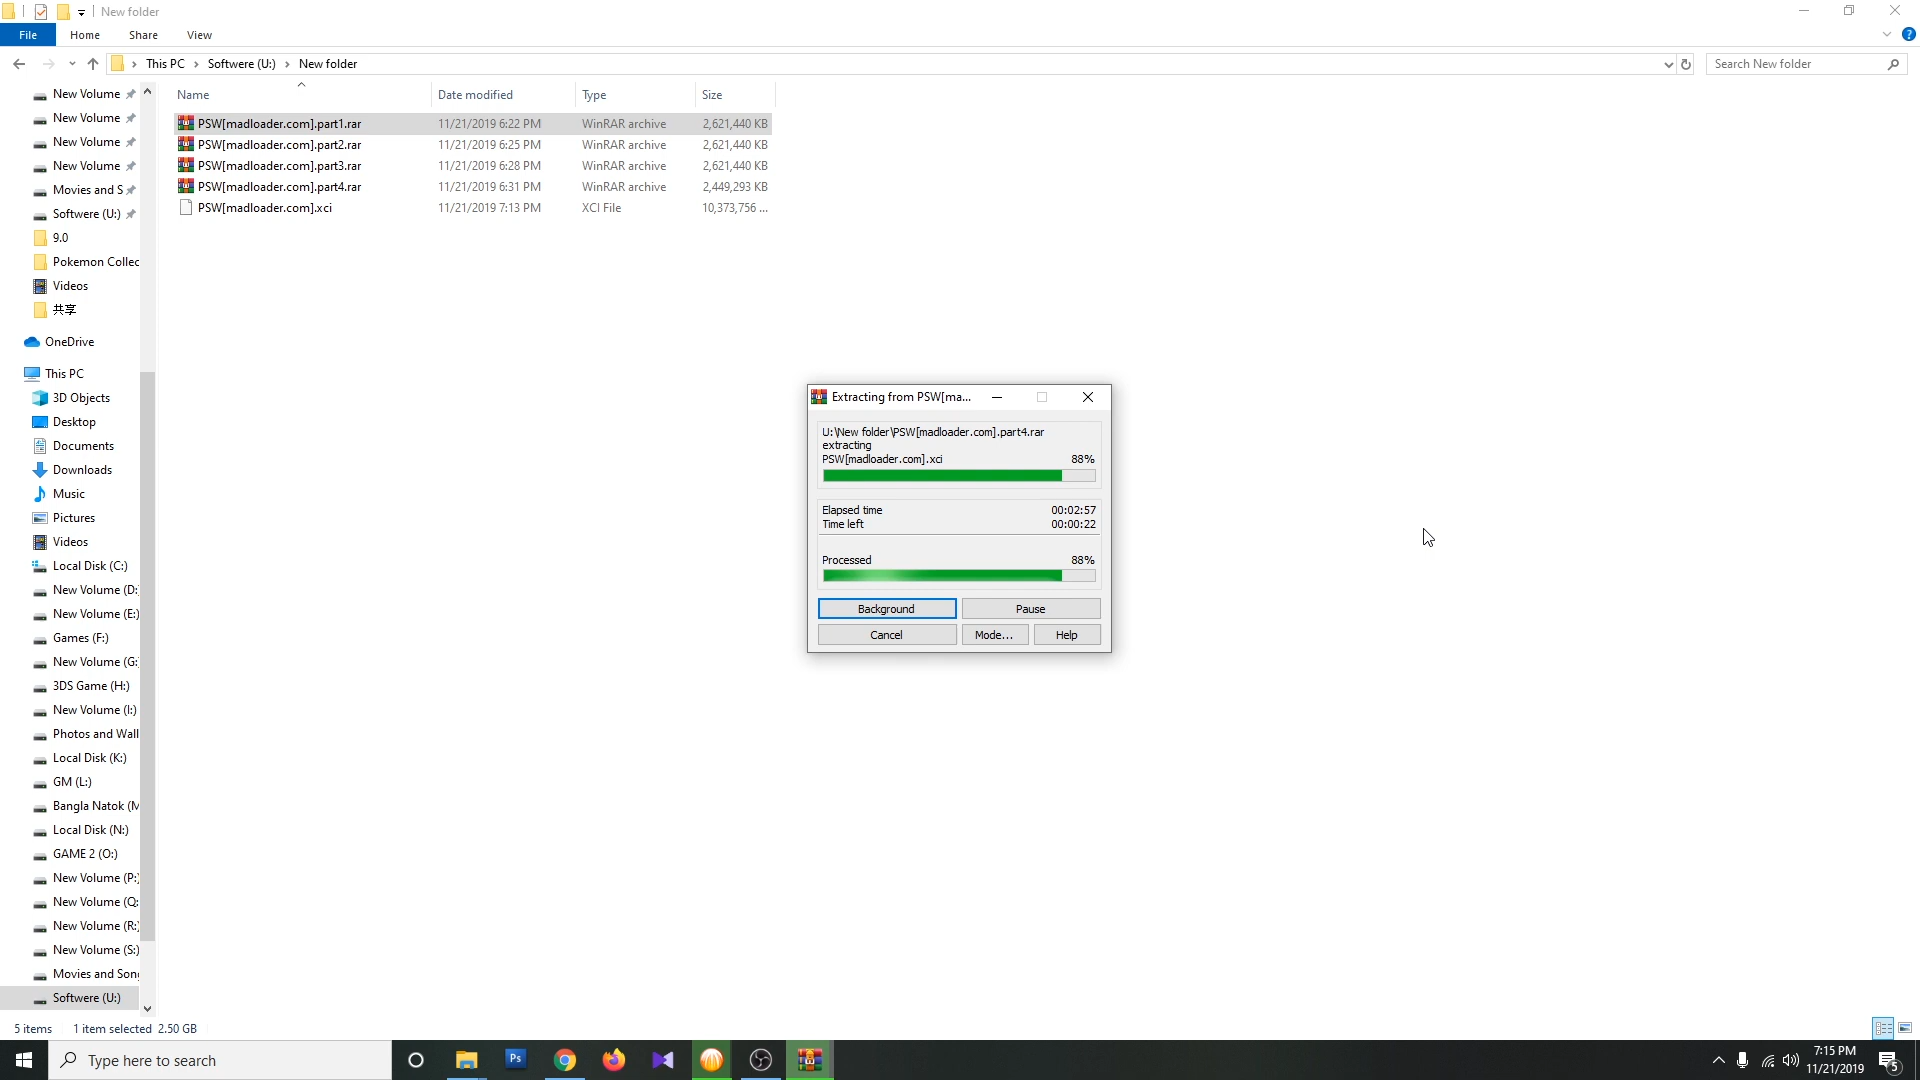 New folder
File Home Share View
This PC Softwere (U:) New folder
Search New folder
Name Date modified Type Size
PSW[madloader.com].part1.rar 11/21/2019 6:22 PM WinRAR archive 2,621,440 KB
PSW[madloader.com].part2.rar 11/21/2019 6:25 PM WinRAR archive 2,621,440 KB
PSW[madloader.com].part3.rar 11/21/2019 6:28 PM WinRAR archive 2,621,440 KB
PSW[madloader.com].part4.rar 11/21/2019 6:31 PM WinRAR archive 2,449,293 KB
PSW[madloader.com].xci 11/21/2019 7:13 PM XCI File 10,373,756 ...
New Volume
New Volume
New Volume
New Volume
Movies and S
Softwere (U:)
9.0
Pokemon Collec
Videos
共享
OneDrive
This PC
3D Objects
Desktop
Documents
Downloads
Music
Pictures
Videos
Local Disk (C:)
New Volume (D:
New Volume (E:)
Games (F:)
New Volume (G:
3DS Game (H:)
New Volume (I:)
Photos and Wall
Local Disk (K:)
GM (L:)
Bangla Natok (M
Local Disk (N:)
GAME 2 (O:)
New Volume (P:)
New Volume (Q:
New Volume (R:)
New Volume (S:)
Movies and Song
Softwere (U:)
Extracting from PSW[ma...
U:\New folder\PSW[madloader.com].part4.rar
extracting
PSW[madloader.com].xci 88%
Elapsed time 00:02:57
Time left 00:00:22
Processed 88%
Background Pause
Cancel Mode... Help
5 items 1 item selected 2.50 GB
Type here to search
Ps
7:15 PM
11/21/2019
5